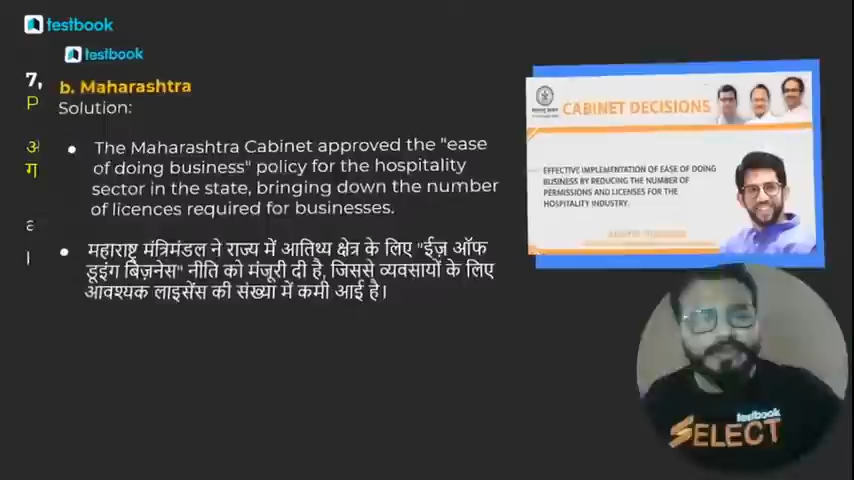 testbook
testbook
7,
b. Maharashtra
P
Solution:
The Maharashtra Cabinet approved the "ease
of doing business" policy for the hospitality
sector in the state, bringing down the number
of licences required for businesses.
महाराष्ट्र मंत्रिमंडल ने राज्य में आतिथ्य क्षेत्र के लिए "ईज़ ऑफ
डूइंग बिज़नेस" नीति को मंजूरी दी है, जिससे व्यवसायों के लिए
आवश्यक लाइसेंस की संख्या में कमी आई है।
a
CABINET DECISIONS
EFFECTIVE IMPLEMENTATION OF EASE OF DOING
BUSINESS BY REDUCING THE NUMBER OF
PERMISSIONS AND LICENSES FOR THE
HOSPITALITY INDUSTRY.
testbook
SELECT